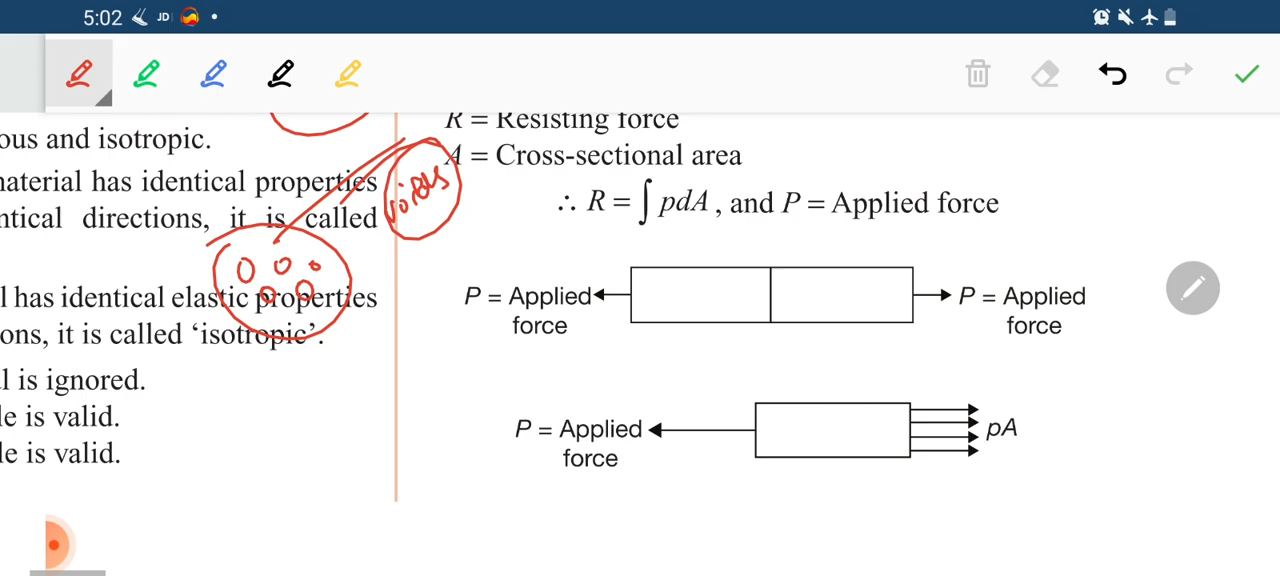 5:02 JD
ous and isotropic.
naterial has identical properties
ntical directions, it is called
l has identical elastic properties
ons, it is called ‘isotropic’.
l is ignored.
le is valid.
le is valid.
voids
R = Resisting force
A = Cross-sectional area
∴ R = ∫ pdA, and P = Applied force
P = Applied
force
P = Applied
force
P = Applied
force
pA